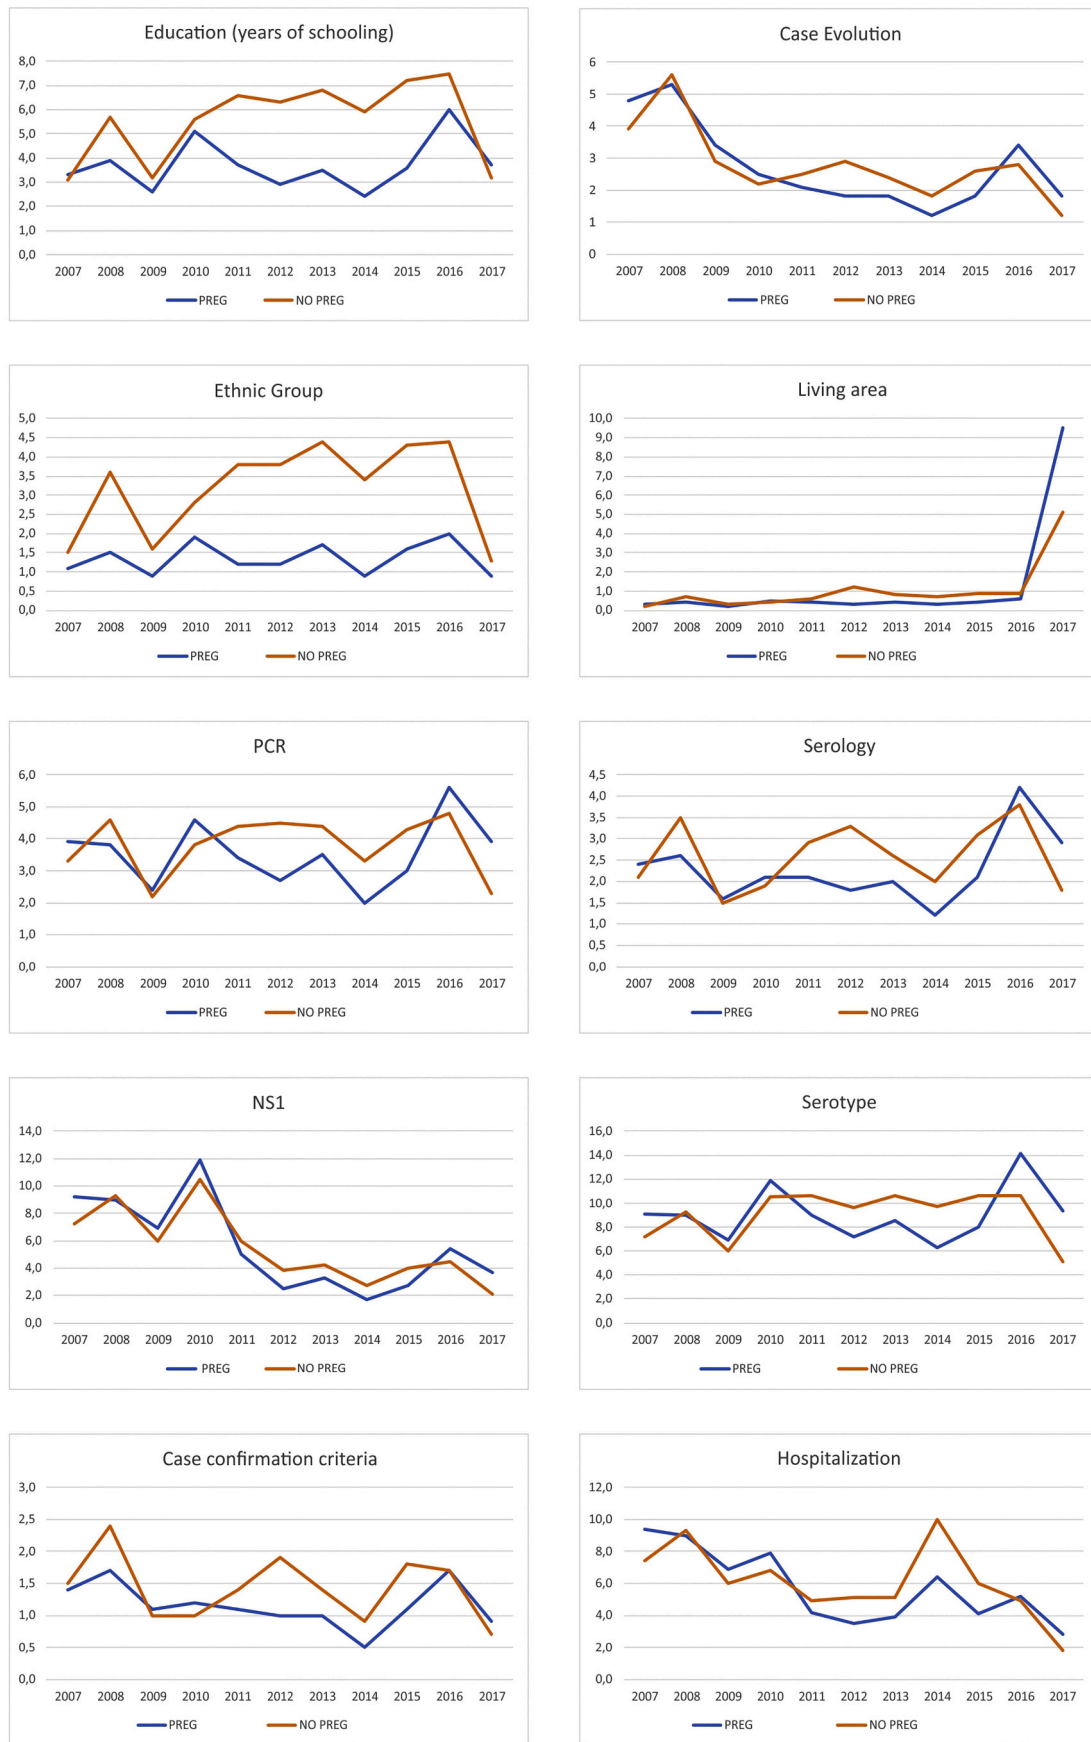 Education (years of schooling)
8,0
7,0
6,0
5,0
4,0
3,0
2,0
1,0
0,0
2007 2008 2009 2010 2011 2012 2013 2014 2015 2016 2017
PREG NO PREG
Case Evolution
6
5
4
3
2
1
0
2007 2008 2009 2010 2011 2012 2013 2014 2015 2016 2017
PREG NO PREG
Ethnic Group
5,0
4,5
4,0
3,5
3,0
2,5
2,0
1,5
1,0
0,5
0,0
2007 2008 2009 2010 2011 2012 2013 2014 2015 2016 2017
PREG NO PREG
Living area
10,0
9,0
8,0
7,0
6,0
5,0
4,0
3,0
2,0
1,0
0,0
2007 2008 2009 2010 2011 2012 2013 2014 2015 2016 2017
PREG NO PREG
PCR
6,0
5,0
4,0
3,0
2,0
1,0
0,0
2007 2008 2009 2010 2011 2012 2013 2014 2015 2016 2017
PREG NO PREG
Serology
4,5
4,0
3,5
3,0
2,5
2,0
1,5
1,0
0,5
0,0
2007 2008 2009 2010 2011 2012 2013 2014 2015 2016 2017
PREG NO PREG
NS1
14,0
12,0
10,0
8,0
6,0
4,0
2,0
0,0
2007 2008 2009 2010 2011 2012 2013 2014 2015 2016 2017
PREG NO PREG
Serotype
16,0
14,0
12,0
10,0
8,0
6,0
4,0
2,0
0,0
2007 2008 2009 2010 2011 2012 2013 2014 2015 2016 2017
PREG NO PREG
Case confirmation criteria
3,0
2,5
2,0
1,5
1,0
0,5
0,0
2007 2008 2009 2010 2011 2012 2013 2014 2015 2016 2017
PREG NO PREG
Hospitalization
12,0
10,0
8,0
6,0
4,0
2,0
0,0
2007 2008 2009 2010 2011 2012 2013 2014 2015 2016 2017
PREG NO PREG